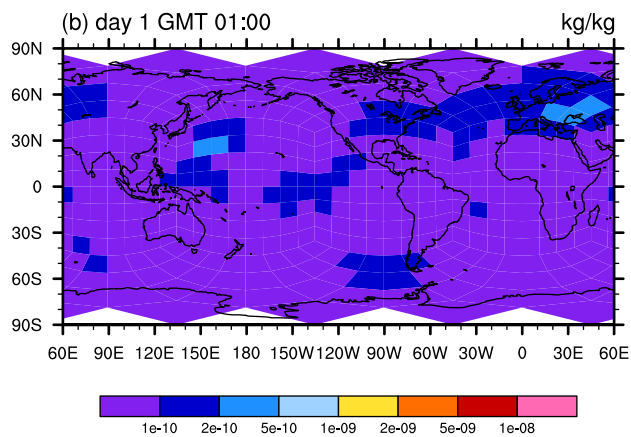 (b) day 1 GMT 01:00 kg/kg
90N
60N
30N
0
30S
60S
90S
60E 90E 120E 150E 180 150W 120W 90W 60W 30W 0 30E 60E
1e-10 2e-10 5e-10 1e-09 2e-09 5e-09 1e-08